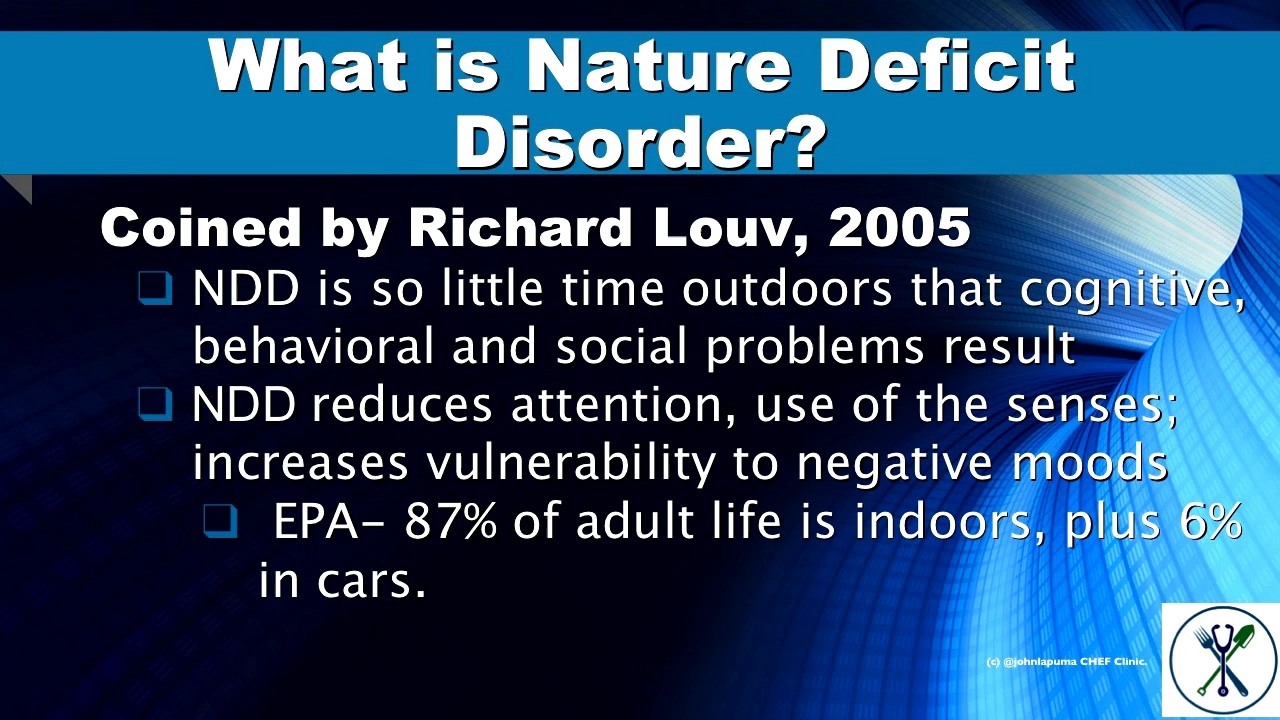 What is Nature Deficit
Disorder?
Coined by Richard Louv, 2005
❑ NDD is so little time outdoors that cognitive,
behavioral and social problems result
❑ NDD reduces attention, use of the senses;
increases vulnerability to negative moods
❑ EPA– 87% of adult life is indoors, plus 6%
in cars.
(c) @johnlapuma CHEF Clinic.